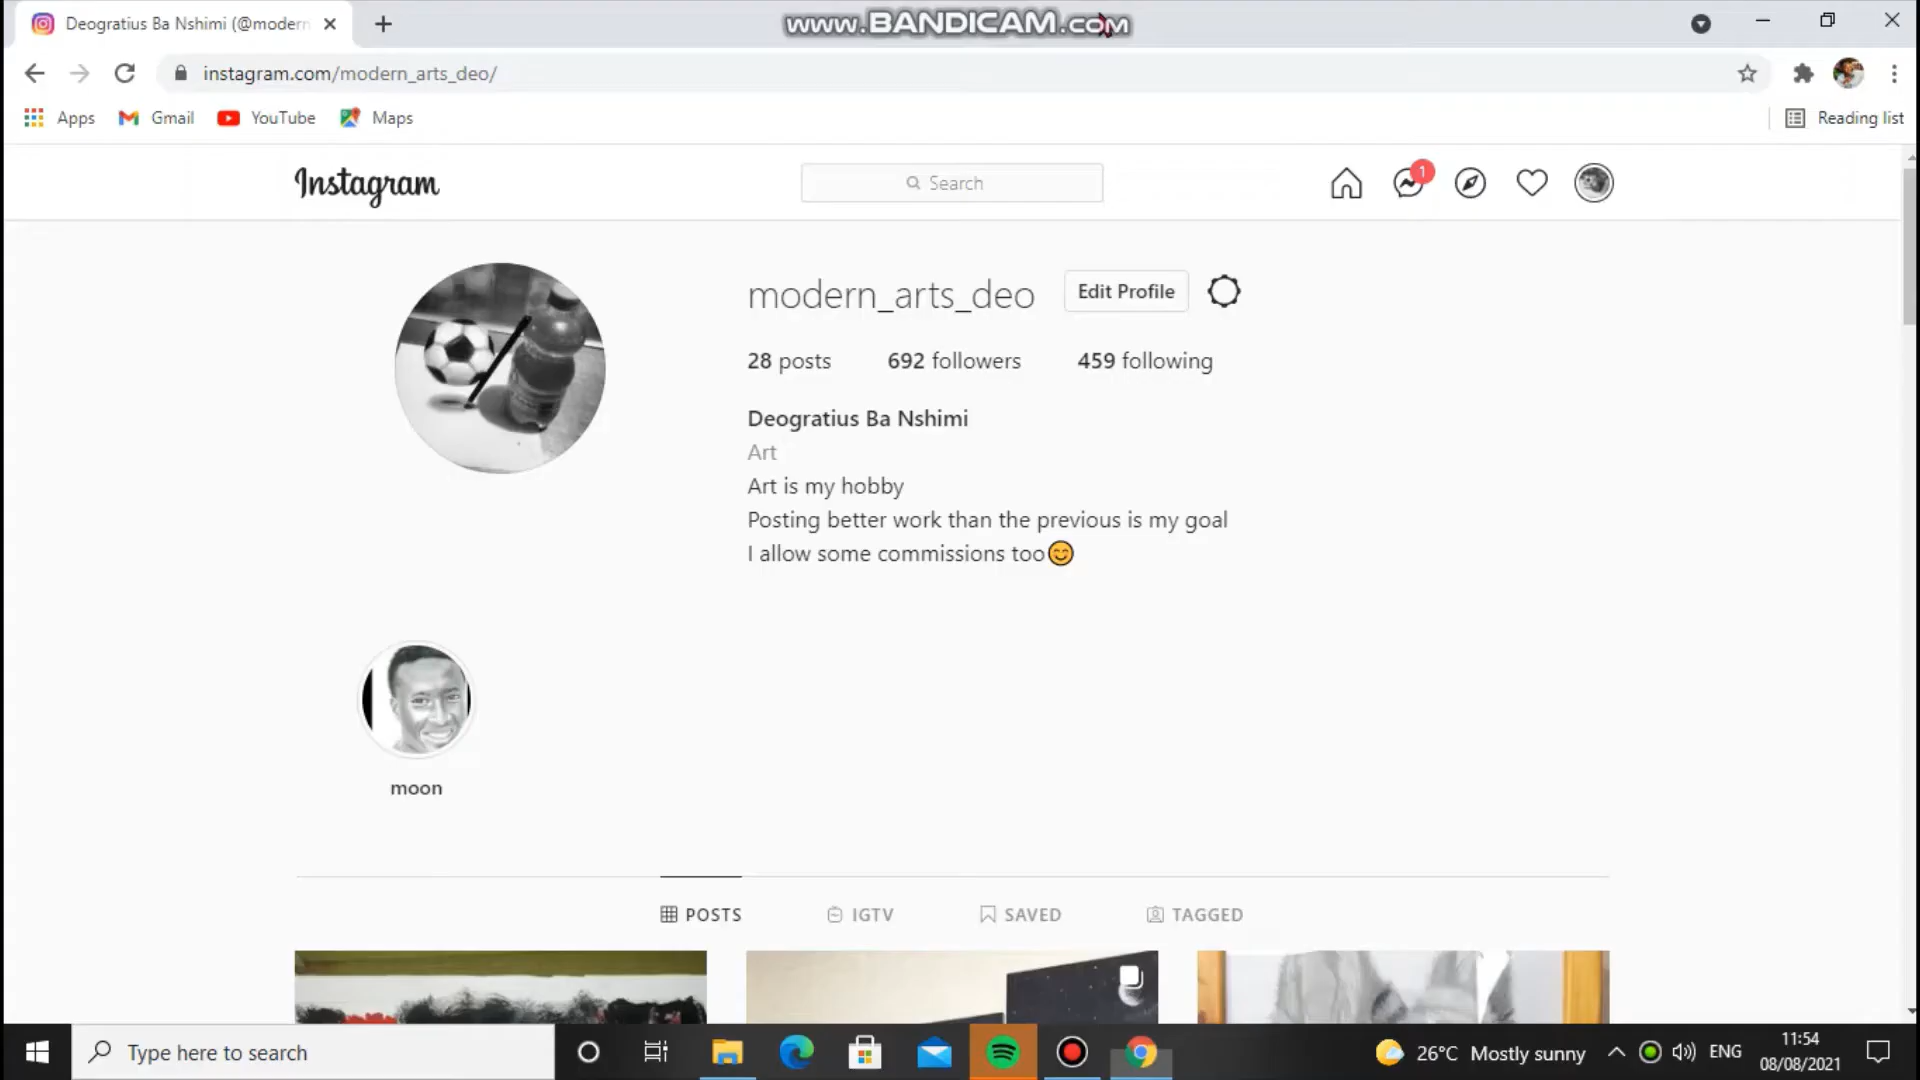 Deogratius Ba Nshimi (@modern
www.BANDICAM.com
instagram.com/modern_arts_deo/
Apps
Gmail
YouTube
Maps
Reading list
Instagram
Search
1
modern_arts_deo
Edit Profile
28 posts
692 followers
459 following
Deogratius Ba Nshimi
Art
Art is my hobby
Posting better work than the previous is my goal
I allow some commissions too😊
moon
POSTS
IGTV
SAVED
TAGGED
Type here to search
26°C Mostly sunny
ENG
11:54
08/08/2021